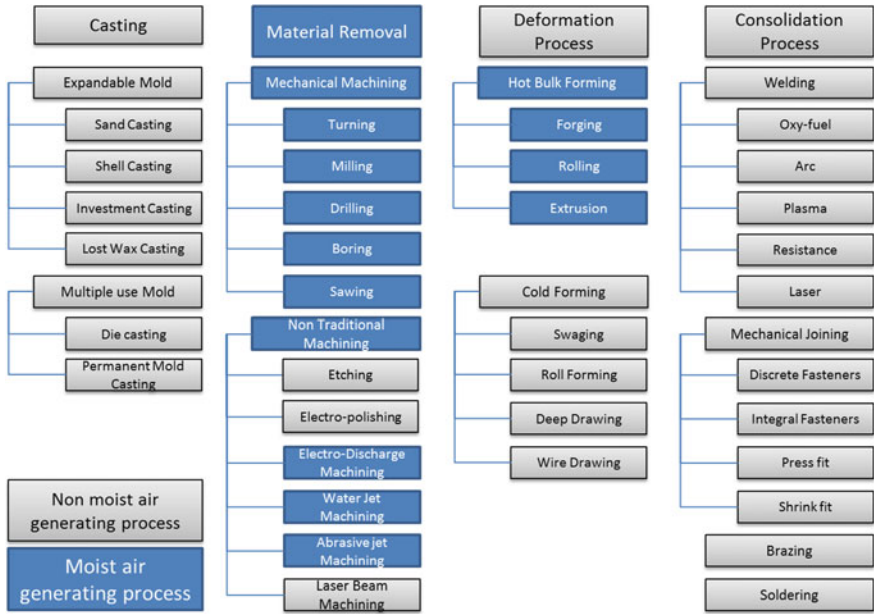 Casting
Expandable Mold
Sand Casting
Shell Casting
Investment Casting
Lost Wax Casting
Multiple use Mold
Die casting
Permanent Mold
Casting
Non moist air
generating process
Moist air
generating process
Material Removal
Mechanical Machining
Turning
Milling
Drilling
Boring
Sawing
Non Traditional
Machining
Etching
Electro-polishing
Electro-Discharge
Machining
Water Jet
Machining
Abrasive jet
Machining
Laser Beam
Machining
Deformation
Process
Hot Bulk Forming
Forging
Rolling
Extrusion
Cold Forming
Swaging
Roll Forming
Deep Drawing
Wire Drawing
Consolidation
Process
Welding
Oxy-fuel
Arc
Plasma
Resistance
Laser
Mechanical Joining
Discrete Fasteners
Integral Fasteners
Press fit
Shrink fit
Brazing
Soldering